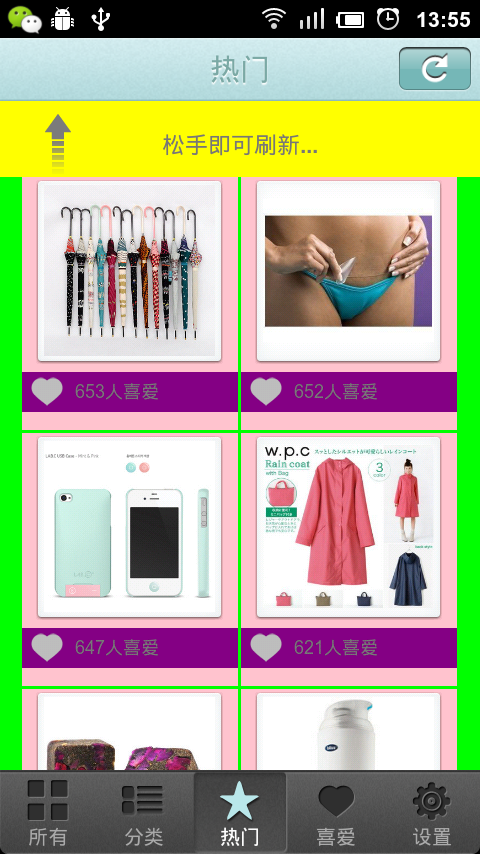 13:55
热门
松手即可刷新...
653人喜爱
652人喜爱
w.p.c
Rain coat
with Bag
3
647人喜爱
621人喜爱
所有
分类
热门
喜爱
设置